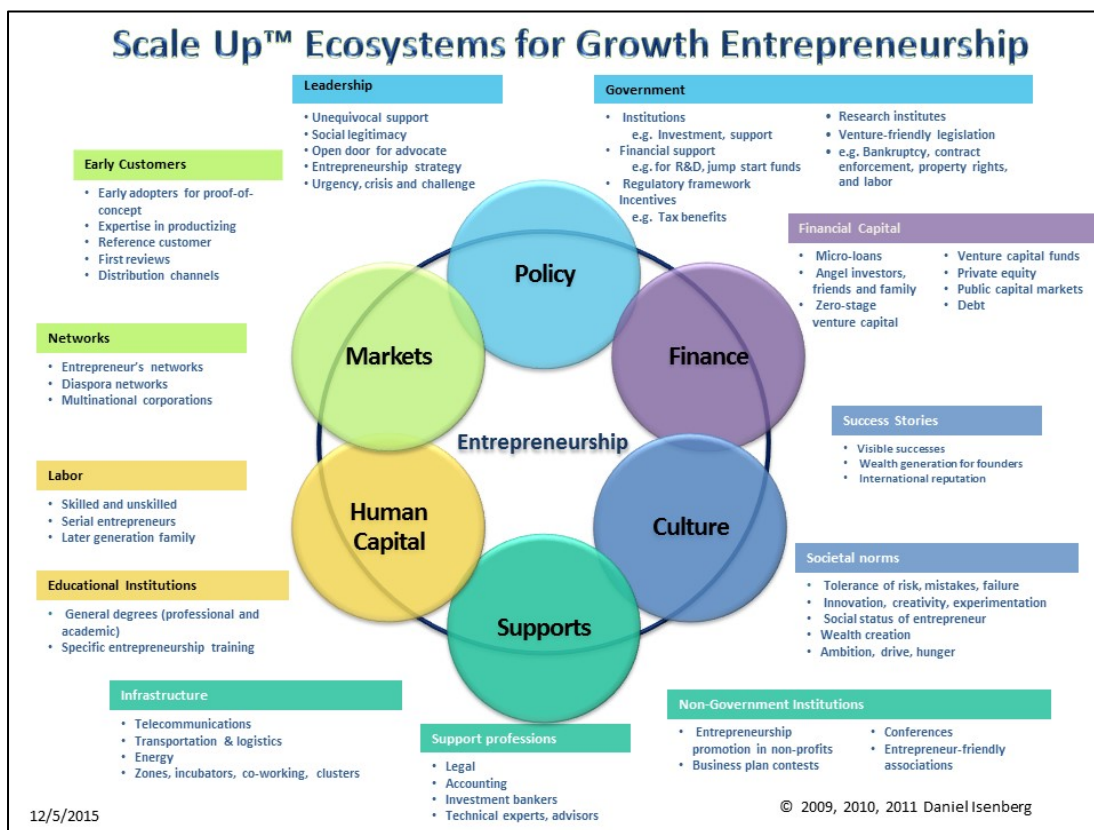 Scale Up™ Ecosystems for Growth Entrepreneurship
Leadership
• Unequivocal support
• Social legitimacy
• Open door for advocate
• Entrepreneurship strategy
• Urgency, crisis and challenge
Government
• Institutions
e.g. Investment, support
• Financial support
e.g. for R&D, jump start funds
• Regulatory framework
Incentives
e.g. Tax benefits
• Research institutes
• Venture-friendly legislation
• e.g. Bankruptcy, contract
enforcement, property rights,
and labor
Early Customers
• Early adopters for proof-of-
concept
• Expertise in productizing
• Reference customer
• First reviews
• Distribution channels
Financial Capital
• Micro-loans
• Angel investors,
friends and family
• Zero-stage
venture capital
• Venture capital funds
• Private equity
• Public capital markets
• Debt
Networks
• Entrepreneur's networks
• Diaspora networks
• Multinational corporations
Policy
Markets
Finance
Entrepreneurship
Human
Capital
Culture
Supports
Success Stories
• Visible successes
• Wealth generation for founders
• International reputation
Labor
• Skilled and unskilled
• Serial entrepreneurs
• Later generation family
Societal norms
• Tolerance of risk, mistakes, failure
• Innovation, creativity, experimentation
• Social status of entrepreneur
• Wealth creation
• Ambition, drive, hunger
Educational Institutions
• General degrees (professional and
academic)
• Specific entrepreneurship training
Infrastructure
• Telecommunications
• Transportation & logistics
• Energy
• Zones, incubators, co-working, clusters
Support professions
• Legal
• Accounting
• Investment bankers
• Technical experts, advisors
Non-Government Institutions
• Entrepreneurship
promotion in non-profits
• Business plan contests
• Conferences
• Entrepreneur-friendly
associations
12/5/2015
© 2009, 2010, 2011 Daniel Isenberg